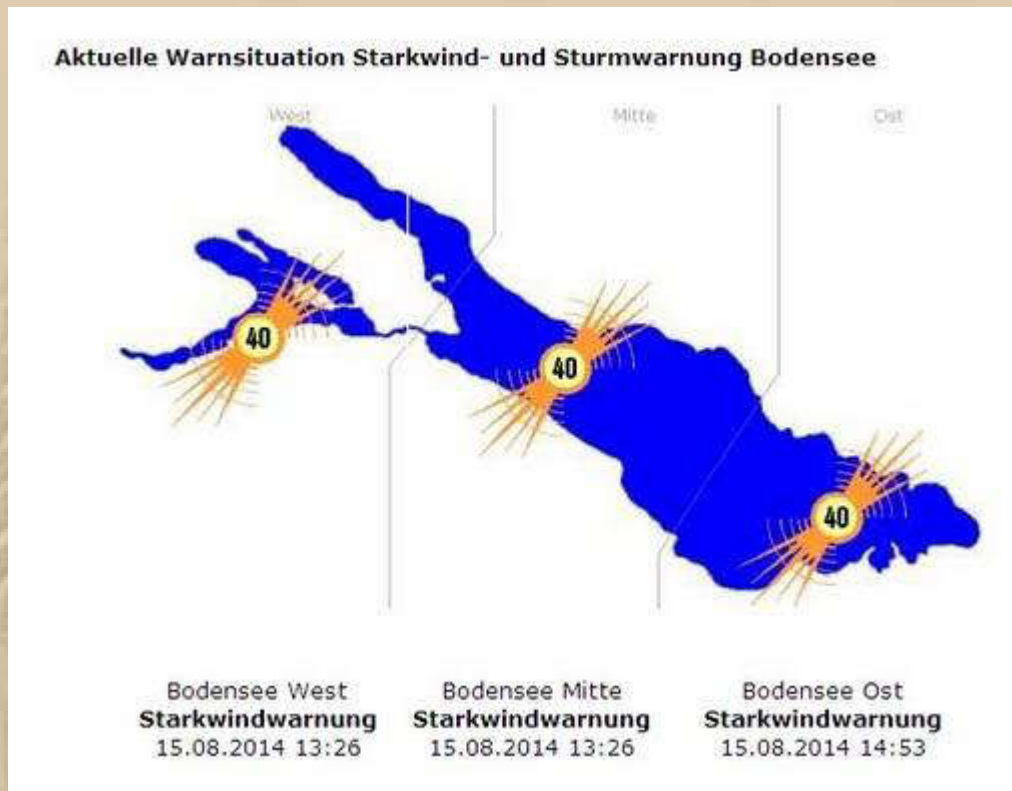 Aktuelle Warnsituation Starkwind- und Sturmwarnung Bodensee
West Mitte Ost
40
40
40
Bodensee West
Starkwindwarnung
15.08.2014 13:26
Bodensee Mitte
Starkwindwarnung
15.08.2014 13:26
Bodensee Ost
Starkwindwarnung
15.08.2014 14:53